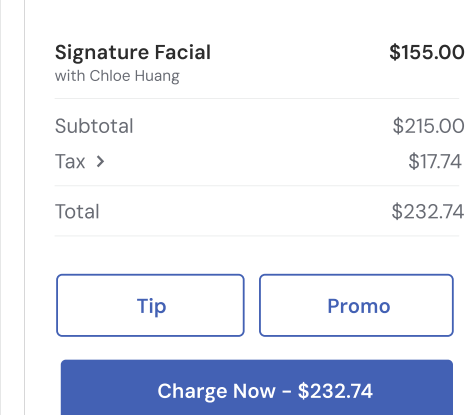 Signature Facial $155.00
with Chloe Huang
Subtotal $215.00
Tax > $17.74
Total $232.74
Tip Promo
Charge Now – $232.74